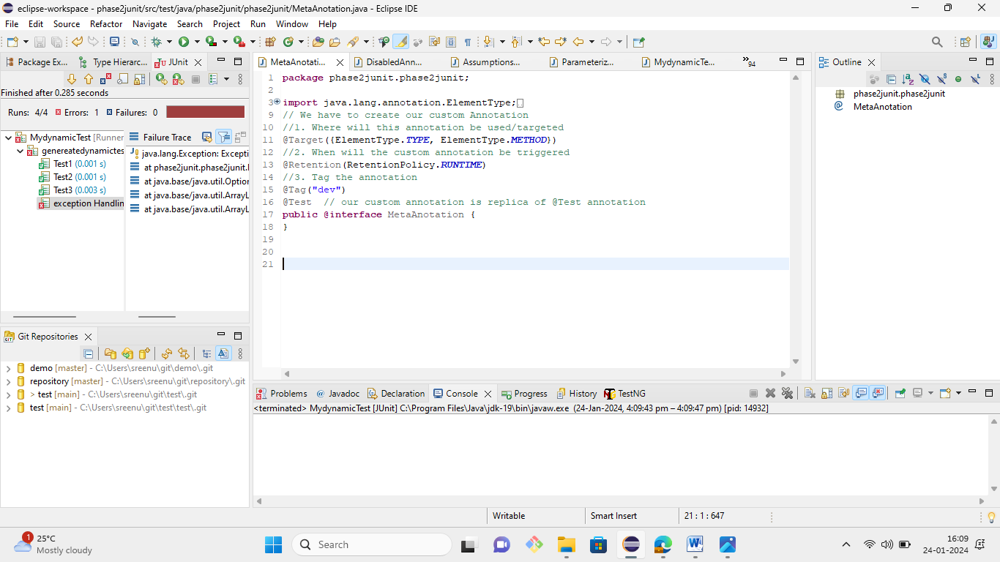 eclipse-workspace - phase2junit/src/test/java/phase2junit/phase2junit/MetaAnotation.java - Eclipse IDE
File Edit Source Refactor Navigate Search Project Run Window Help
Package Ex... Type Hierarc... JUnit
Finished after 0.285 seconds
Runs: 4/4 Errors: 1 Failures: 0
MydynamicTest [Runner
genereatedynamictes
Test1 (0.001 s)
Test2 (0.001 s)
Test3 (0.003 s)
exception Handlin
Failure Trace
java.lang.Exception: Excepti
at phase2junit.phase2junit.
at java.base/java.util.Option
at java.base/java.util.ArrayL
at java.base/java.util.ArrayL
Git Repositories
demo [master] - C:\Users\sreenu\git\demo\.git
repository [master] - C:\Users\sreenu\git\repository\.git
> test [main] - C:\Users\sreenu\git\test\.git
test [main] - C:\Users\sreenu\git\test\test\.git
MetaAnotati... DisabledAnn... Assumptions... Parameteriz... MydynamicTe... »94
1 package phase2junit.phase2junit;
2
3 import java.lang.annotation.ElementType;
9 // We have to create our custom Annotation
10 //1. Where will this annotation be used/targeted
11 @Target({ElementType.TYPE, ElementType.METHOD})
12 //2. When will the custom annotation be triggered
13 @Retention(RetentionPolicy.RUNTIME)
14 //3. Tag the annotation
15 @Tag("dev")
16 @Test // our custom annotation is replica of @Test annotation
17 public @interface MetaAnotation {
18 }
19
20
21
Outline
phase2junit.phase2junit
MetaAnotation
Problems Javadoc Declaration Console Progress History TestNG
<terminated> MydynamicTest [JUnit] C:\Program Files\Java\jdk-19\bin\javaw.exe (24-Jan-2024, 4:09:43 pm – 4:09:47 pm) [pid: 14932]
Writable Smart Insert 21 : 1 : 647
1 25°C
Mostly cloudy
Search
16:09
24-01-2024